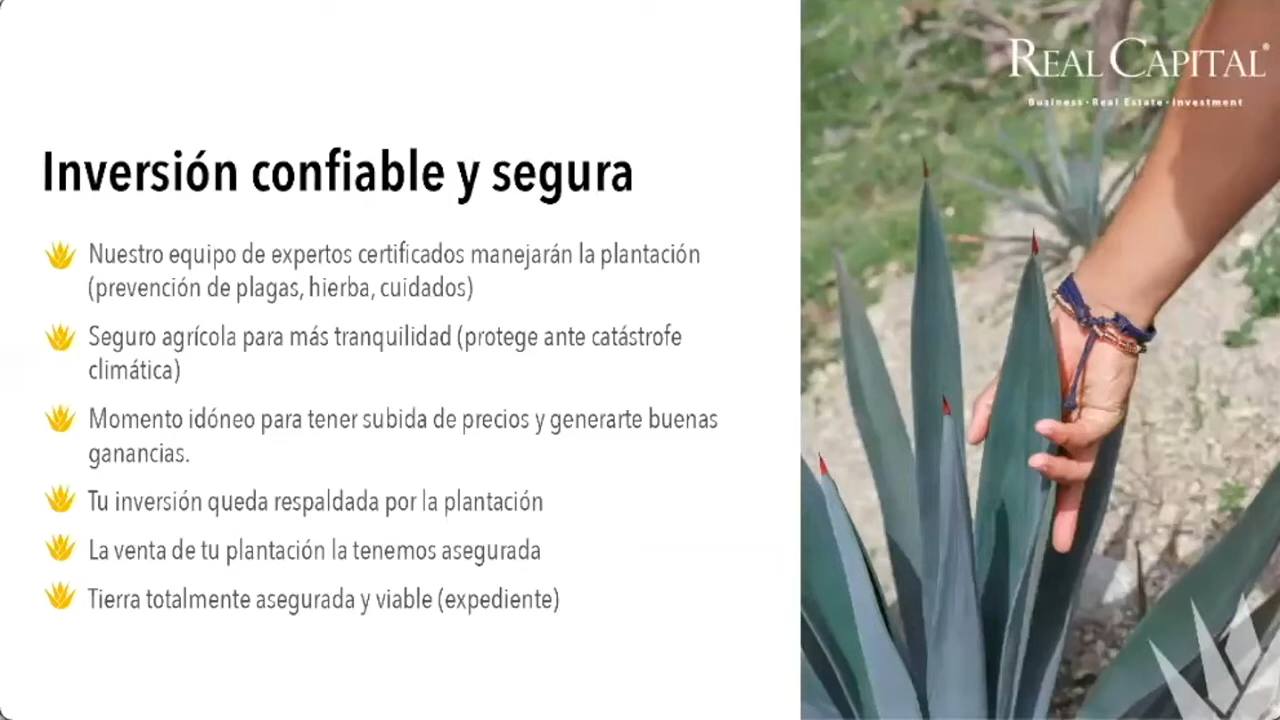 REAL CAPITAL®
Business·Real Estate·Investment
Inversión confiable y segura
Nuestro equipo de expertos certificados manejarán la plantación
(prevención de plagas, hierba, cuidados)
Seguro agrícola para más tranquilidad (protege ante catástrofe
climática)
Momento idóneo para tener subida de precios y generarte buenas
ganancias.
Tu inversión queda respaldada por la plantación
La venta de tu plantación la tenemos asegurada
Tierra totalmente asegurada y viable (expediente)